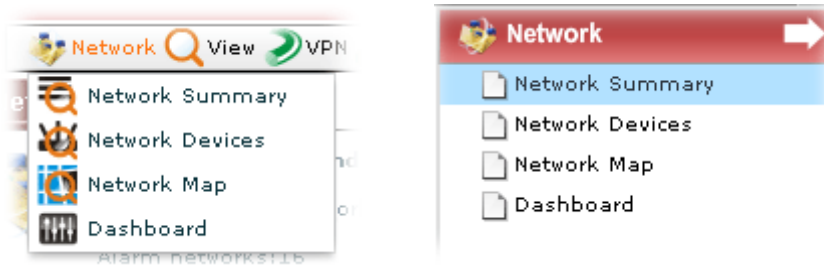 Network View VPN
Network Summary
Network Devices
Network Map
Dashboard
Alarm networks:16
Network
Network Summary
Network Devices
Network Map
Dashboard